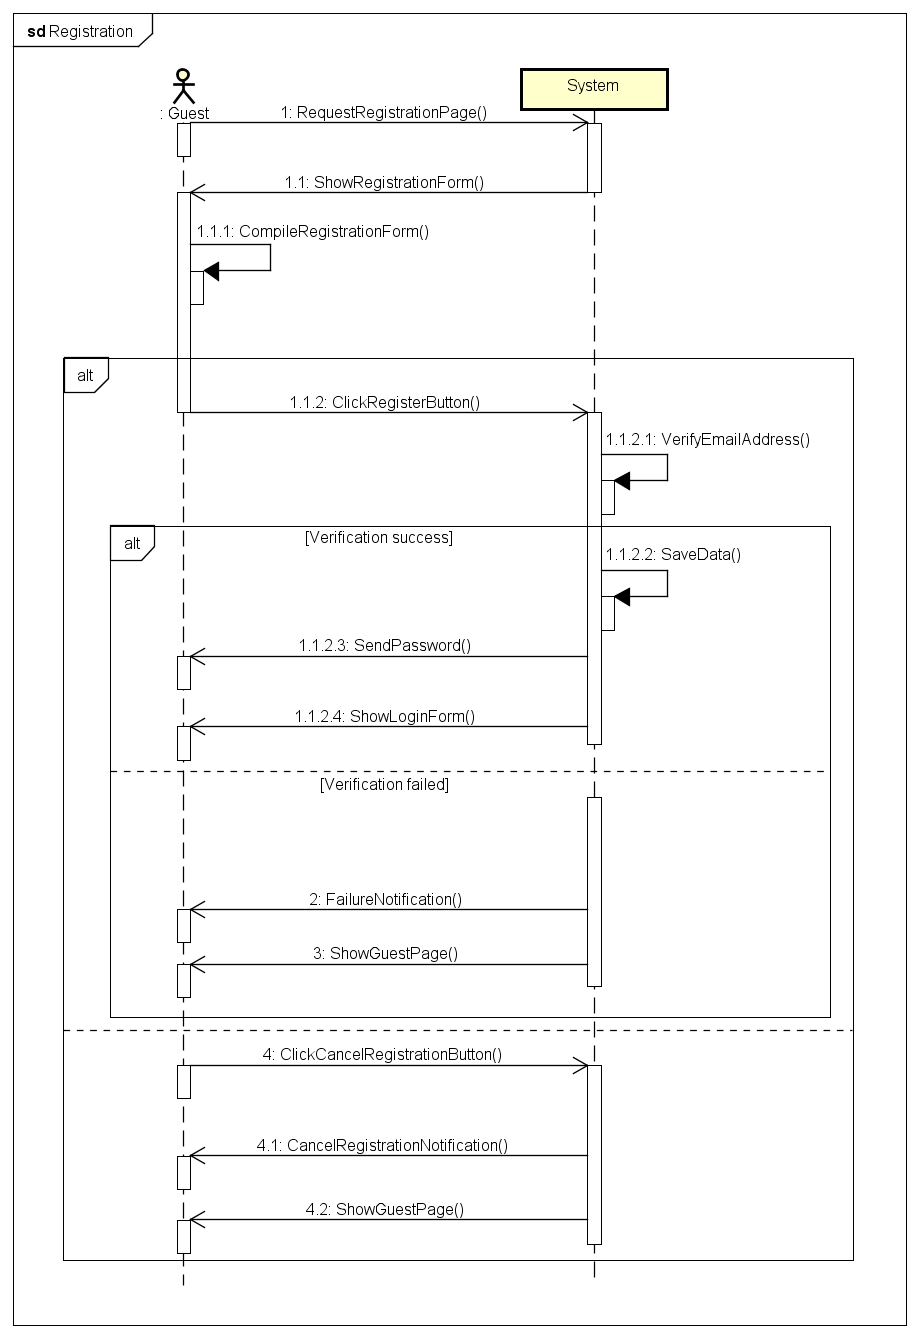 sd Registration
: Guest
System
1: RequestRegistrationPage()
1.1: ShowRegistrationForm()
1.1.1: CompileRegistrationForm()
alt
1.1.2: ClickRegisterButton()
1.1.2.1: VerifyEmailAddress()
alt
[Verification success]
1.1.2.2: SaveData()
1.1.2.3: SendPassword()
1.1.2.4: ShowLoginForm()
[Verification failed]
2: FailureNotification()
3: ShowGuestPage()
4: ClickCancelRegistrationButton()
4.1: CancelRegistrationNotification()
4.2: ShowGuestPage()